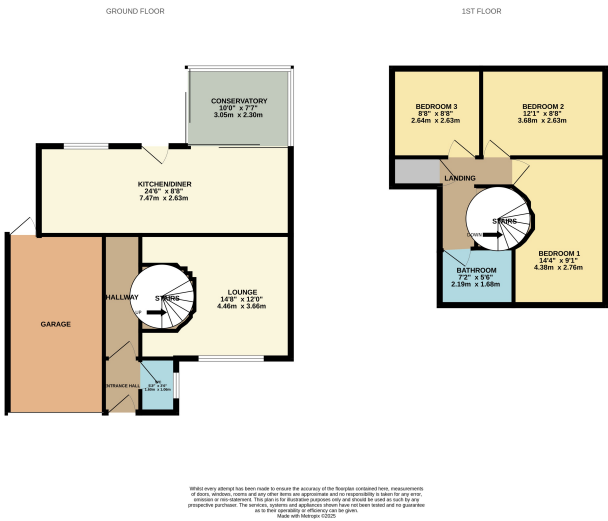 GROUND FLOOR
1ST FLOOR
CONSERVATORY
10'0" x 7'7"
3.05m x 2.30m
KITCHEN/DINER
24'6" x 8'8"
7.47m x 2.63m
HALLWAY
STAIRS
UP
LOUNGE
14'8" x 12'0"
4.46m x 3.66m
GARAGE
ENTRANCE HALL
BEDROOM 3
8'8" x 8'8"
2.64m x 2.63m
BEDROOM 2
12'1" x 8'8"
3.68m x 2.63m
LANDING
STAIRS
DOWN
BEDROOM 1
14'4" x 9'1"
4.38m x 2.76m
BATHROOM
7'2" x 5'6"
2.19m x 1.68m
Whilst every attempt has been made to ensure the accuracy of the floorplan contained here, measurements
of doors, windows, rooms and any other items are approximate and no responsibility is taken for any error,
omission or mis-statement. This plan is for illustrative purposes only and should be used as such by any
prospective purchaser. The services, systems and appliances shown have not been tested and no guarantee
as to their operability or efficiency can be given.
Made with Metropix ©2025